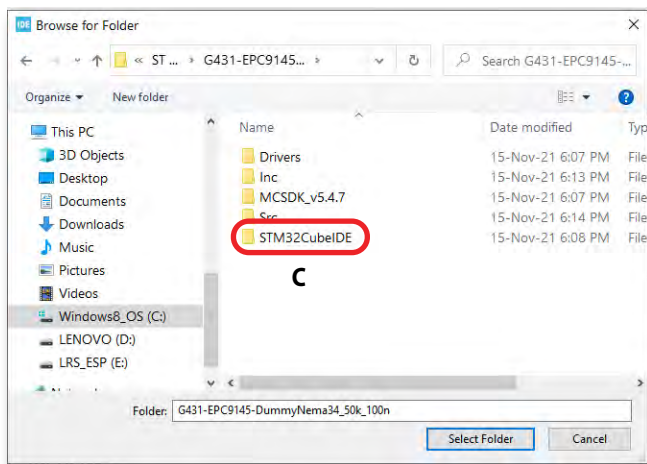 IDE Browse for Folder
« ST ... › G431-EPC9145... ›
Search G431-EPC9145-...
Organize
New folder
Name
Date modified
Typ
This PC
3D Objects
Desktop
Documents
Downloads
Music
Pictures
Videos
Windows8_OS (C:)
LENOVO (D:)
LRS_ESP (E:)
Drivers
15-Nov-21 6:07 PM
File
Inc
15-Nov-21 6:13 PM
File
MCSDK_v5.4.7
15-Nov-21 6:07 PM
File
Src
15-Nov-21 6:14 PM
File
STM32CubeIDE
15-Nov-21 6:08 PM
File
C
Folder:
G431-EPC9145-DummyNema34_50k_100n
Select Folder
Cancel